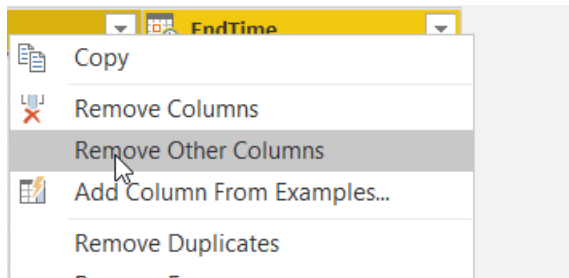 EndTime
Copy
Remove Columns
Remove Other Columns
Add Column From Examples...
Remove Duplicates